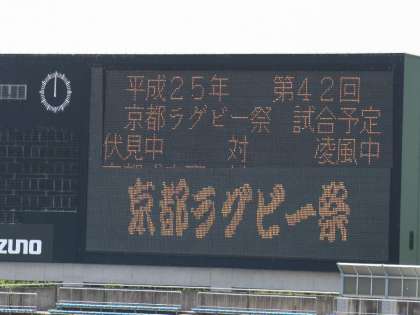 平成25年　第42回
京都ラグビー祭　試合予定
伏見中　対　凌風中
京都ラグビー祭
ZUNO